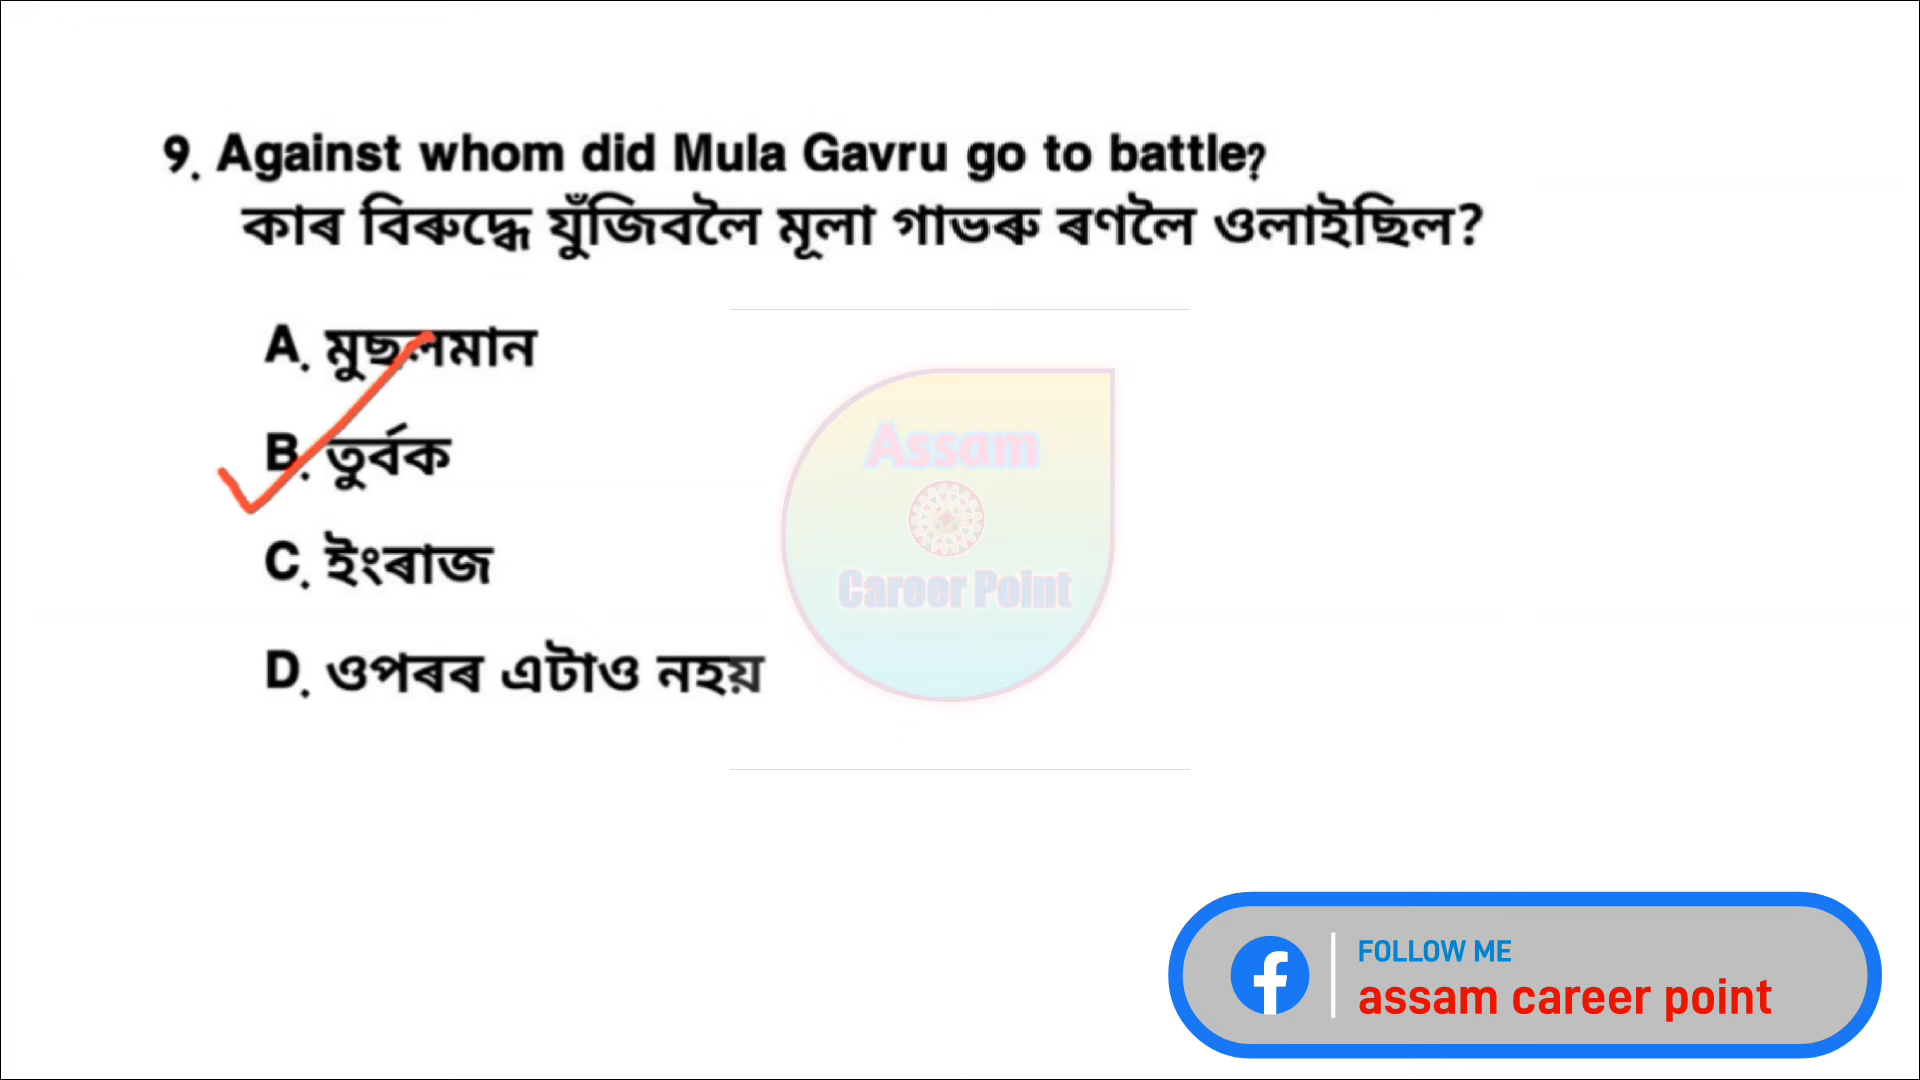 9. Against whom did Mula Gavru go to battle?
কাৰ বিৰুদ্ধে যুঁজিবলৈ মূলা গাভৰু ৰণলৈ ওলাইছিল?
A. মুছলমান
B. তুৰ্বক
C. ইংৰাজ
D. ওপৰৰ এটাও নহয়
Assam
Career Point
FOLLOW ME
assam career point